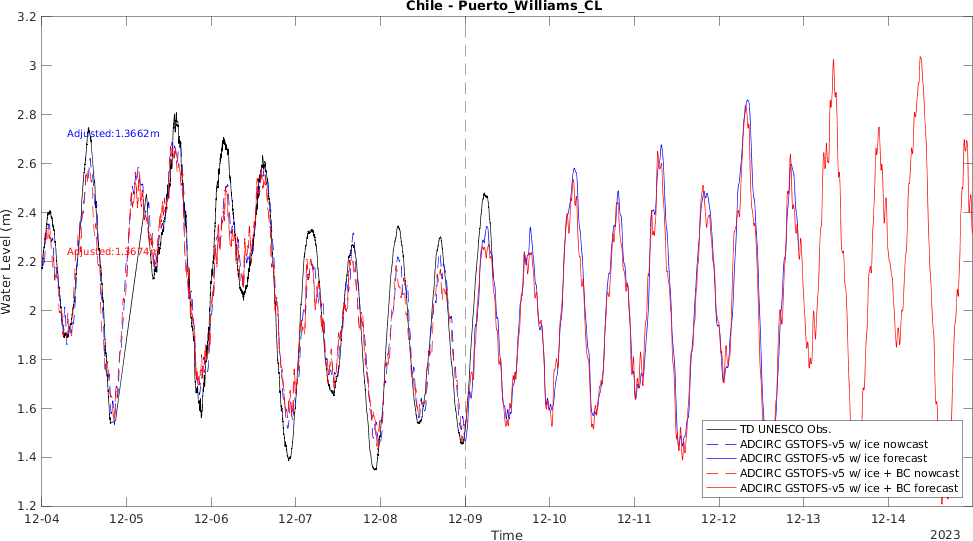 Chile - Puerto_Williams_CL
3.2
3
2.8
2.6
2.4
2.2
2
1.8
1.6
1.4
1.2
Water Level (m)
Adjusted:1.3662m
Adjusted:1.3674m
TD UNESCO Obs.
ADCIRC GSTOFS-v5 w/ ice nowcast
ADCIRC GSTOFS-v5 w/ ice forecast
ADCIRC GSTOFS-v5 w/ ice + BC nowcast
ADCIRC GSTOFS-v5 w/ ice + BC forecast
12-04 12-05 12-06 12-07 12-08 12-09 12-10 12-11 12-12 12-13 12-14
Time
2023